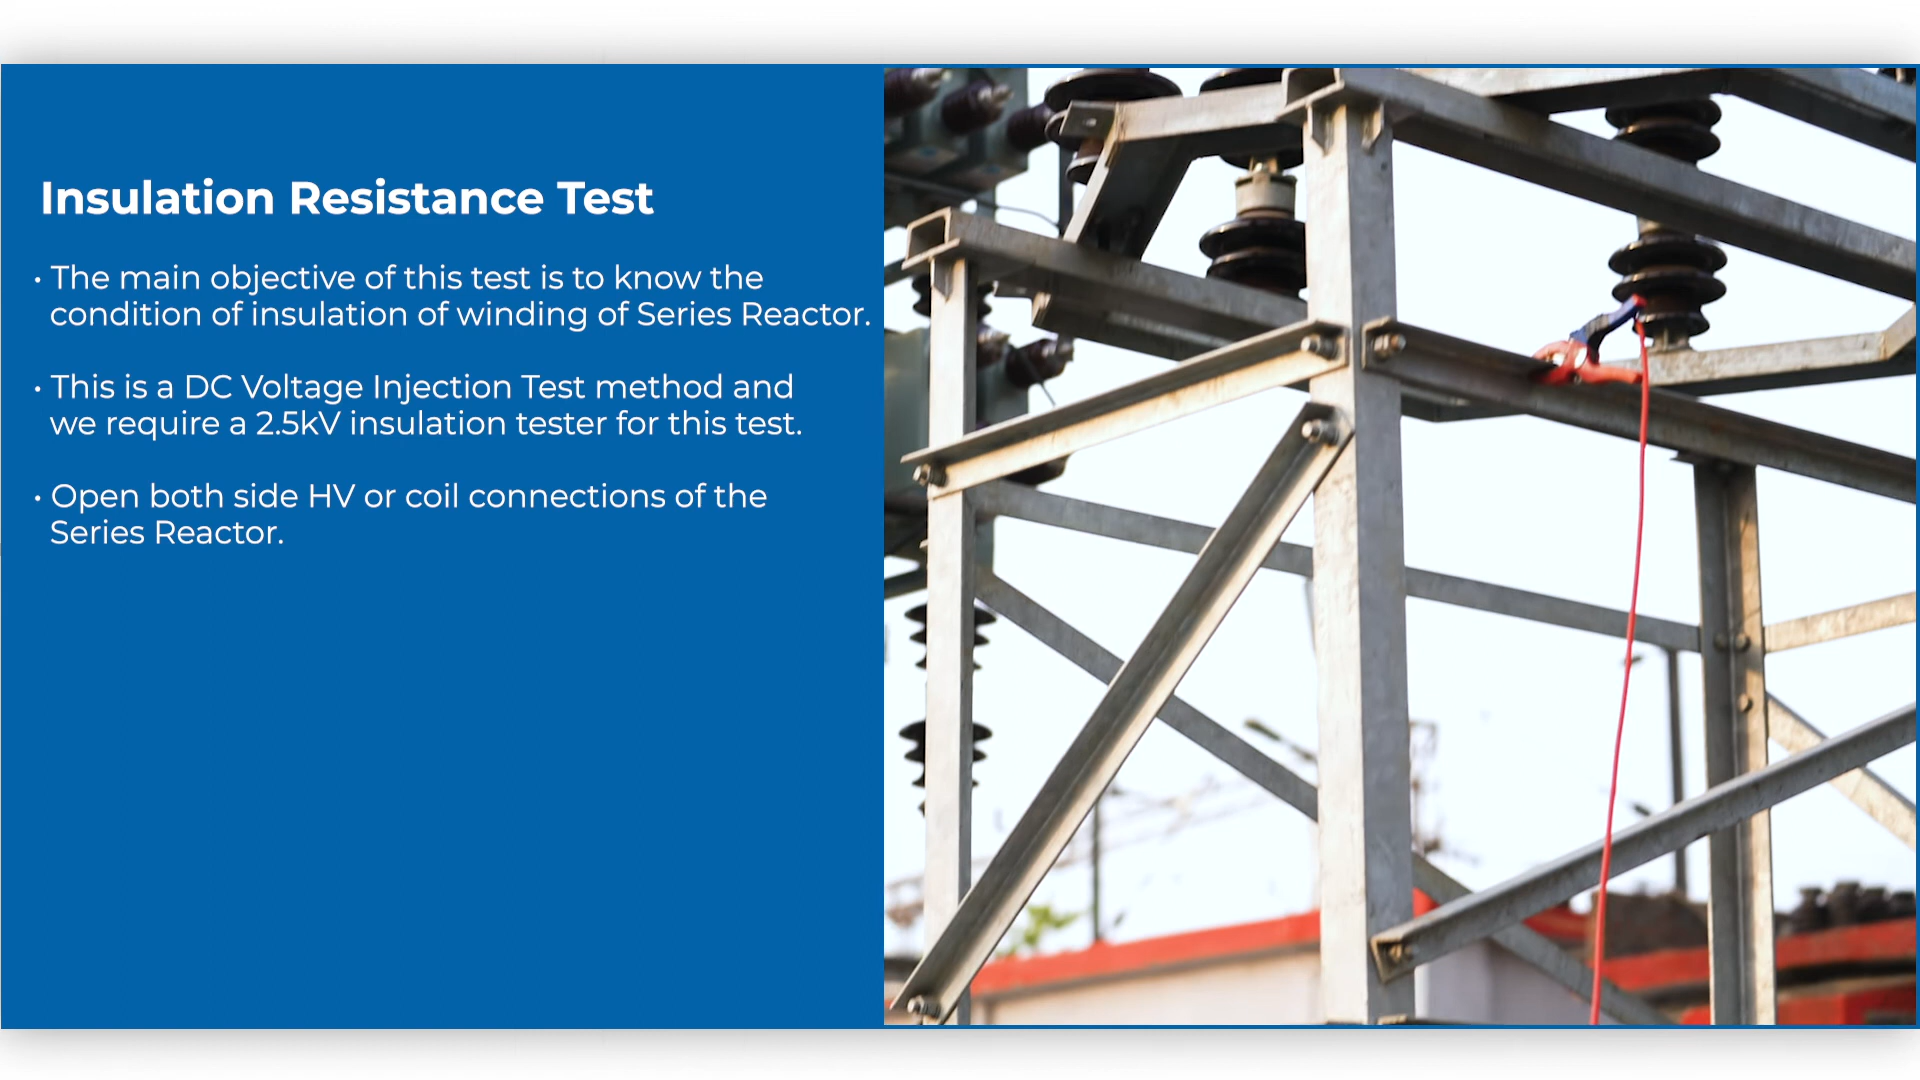 Insulation Resistance Test
• The main objective of this test is to know the
condition of insulation of winding of Series Reactor.
• This is a DC Voltage Injection Test method and
we require a 2.5kV insulation tester for this test.
• Open both side HV or coil connections of the
Series Reactor.